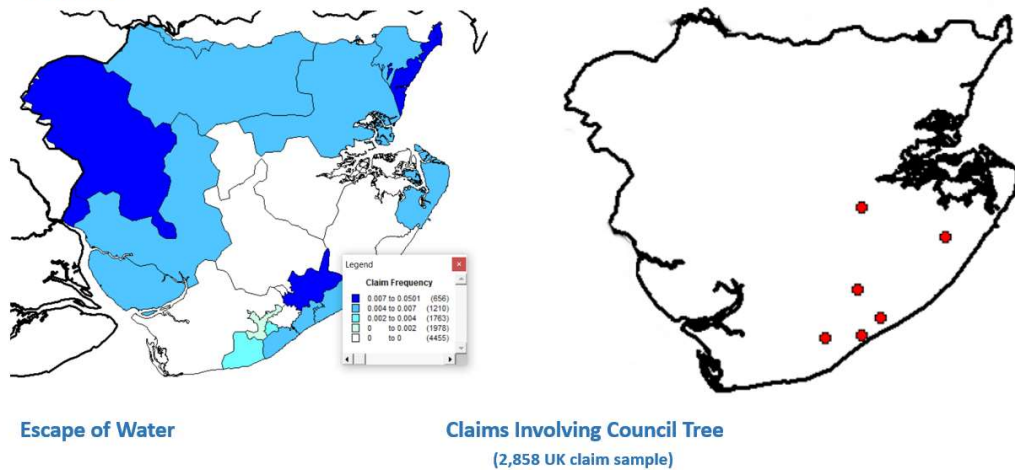 Legend
Claim Frequency
0.007 to 0.0501 (656)
0.004 to 0.007 (1210)
0.002 to 0.004 (1763)
0 to 0.002 (1978)
0 to 0 (4455)
Escape of Water
Claims Involving Council Tree
(2,858 UK claim sample)